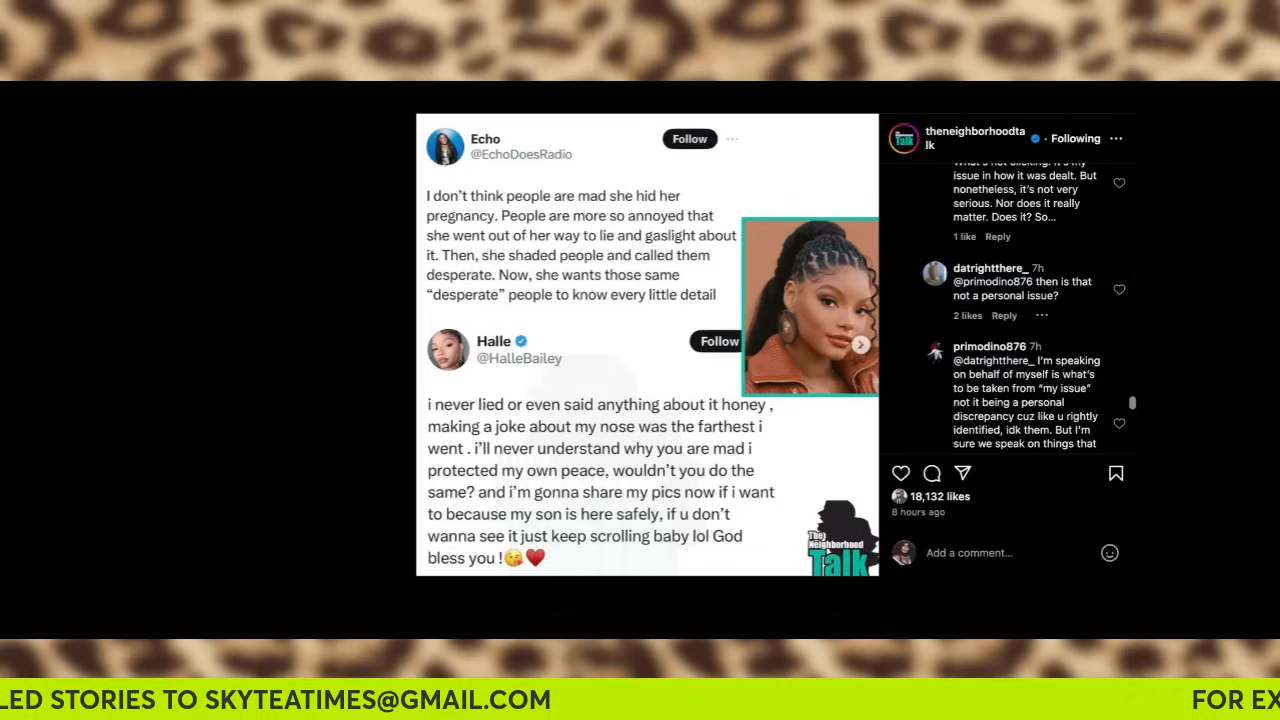 Echo
@EchoDoesRadio
Follow
I don't think people are mad she hid her
pregnancy. People are more so annoyed that
she went out of her way to lie and gaslight about
it. Then, she shaded people and called them
desperate. Now, she wants those same
“desperate” people to know every little detail
Halle
@HalleBailey
Follow
i never lied or even said anything about it honey ,
making a joke about my nose was the farthest i
went . i'll never understand why you are mad i
protected my own peace, wouldn't you do the
same? and i'm gonna share my pics now if i want
to because my son is here safely, if u don't
wanna see it just keep scrolling baby lol God
bless you !😘♥️
The
Neighborhood
Talk
theneighborhoodta
lk
• Following
What's not clicking. It's my
issue in how it was dealt. But
nonetheless, it's not very
serious. Nor does it really
matter. Does it? So...
1 like Reply
datrightthere_ 7h
@primodino876 then is that
not a personal issue?
2 likes Reply
primodino876 7h
@datrightthere_ I'm speaking
on behalf of myself is what's
to be taken from “my issue”
not it being a personal
discrepancy cuz like u rightly
identified, idk them. But I'm
sure we speak on things that
18,132 likes
8 hours ago
Add a comment...
LED STORIES TO SKYTEATIMES@GMAIL.COM
FOR EX